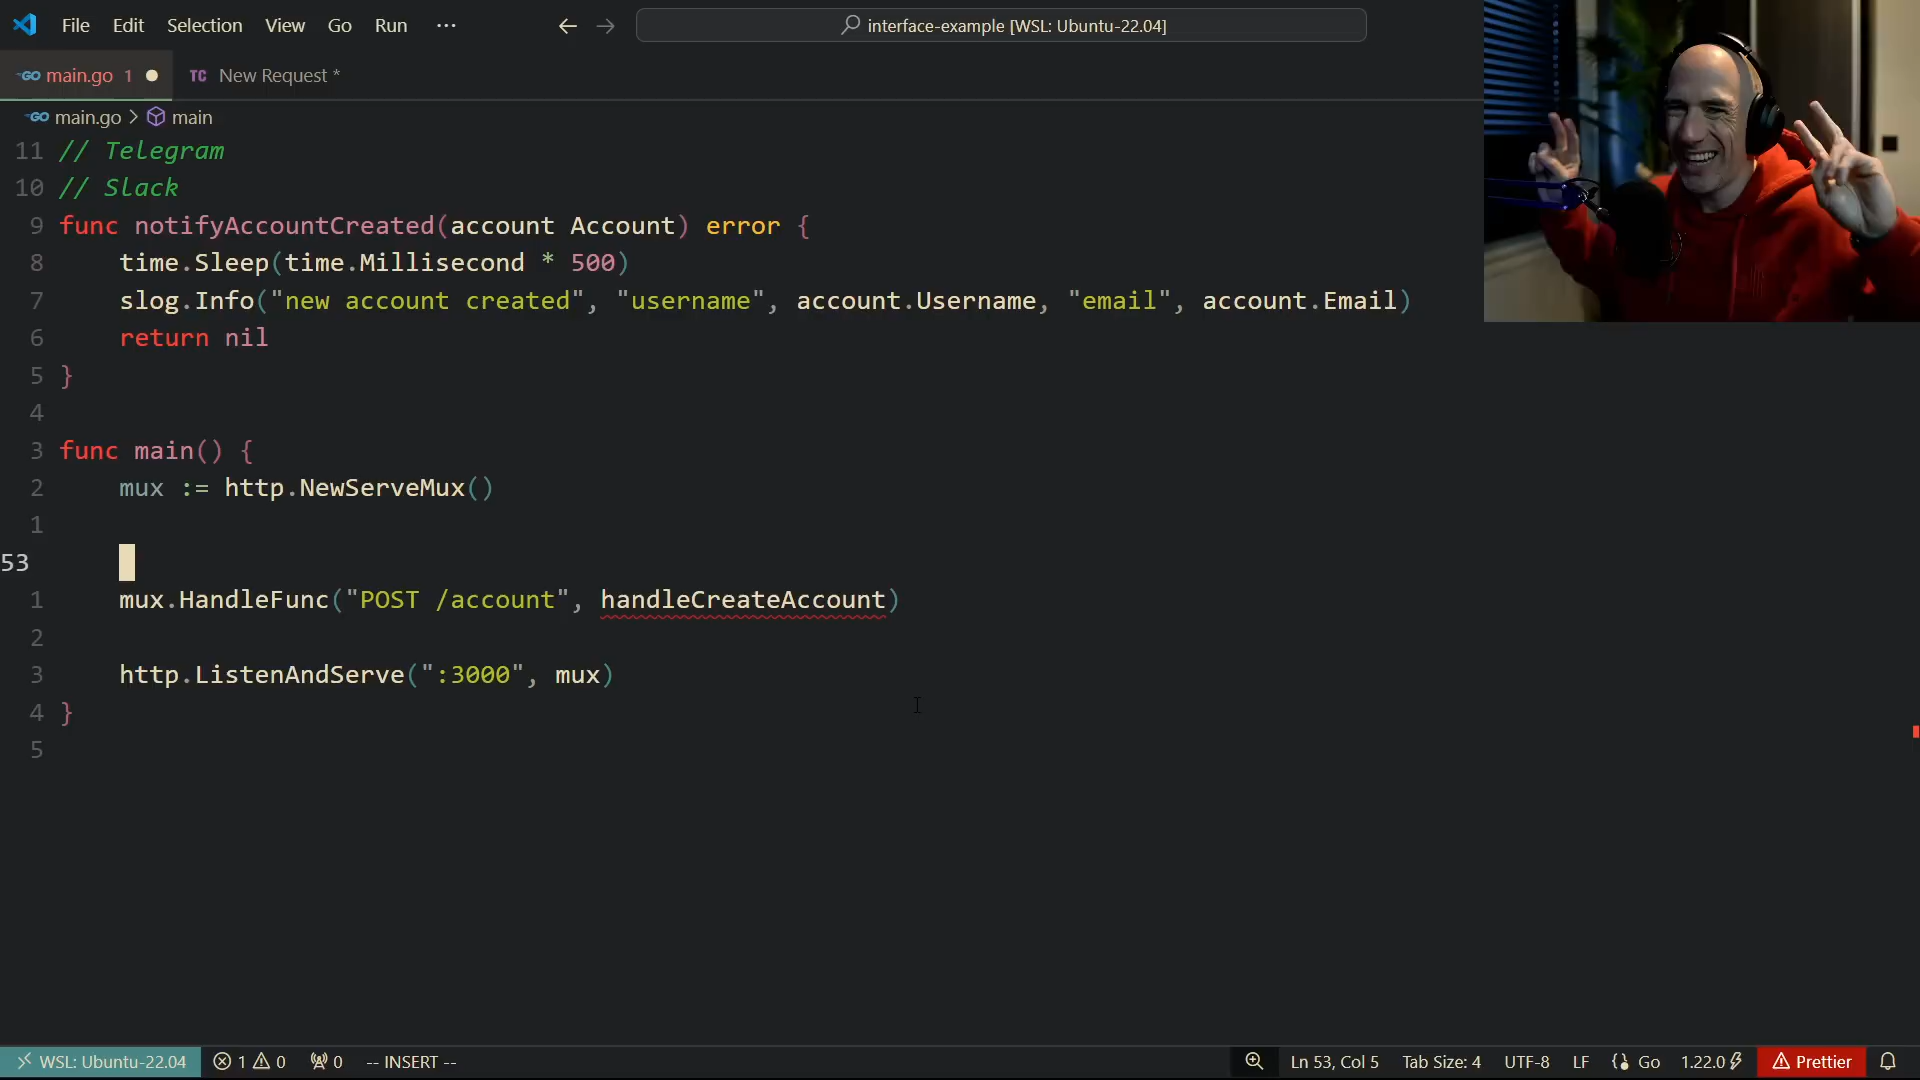 File Edit Selection View Go Run ··· interface-example [WSL: Ubuntu-22.04]
GO main.go 1 TC New Request *
GO main.go > main
11 // Telegram
10 // Slack
9 func notifyAccountCreated(account Account) error {
8 time.Sleep(time.Millisecond * 500)
7 slog.Info("new account created", "username", account.Username, "email", account.Email)
6 return nil
5 }
4
3 func main() {
2 mux := http.NewServeMux()
1
53
1 mux.HandleFunc("POST /account", handleCreateAccount)
2
3 http.ListenAndServe(":3000", mux)
4 }
5
WSL: Ubuntu-22.04 1 0 0 -- INSERT -- Ln 53, Col 5 Tab Size: 4 UTF-8 LF Go 1.22.0 Prettier